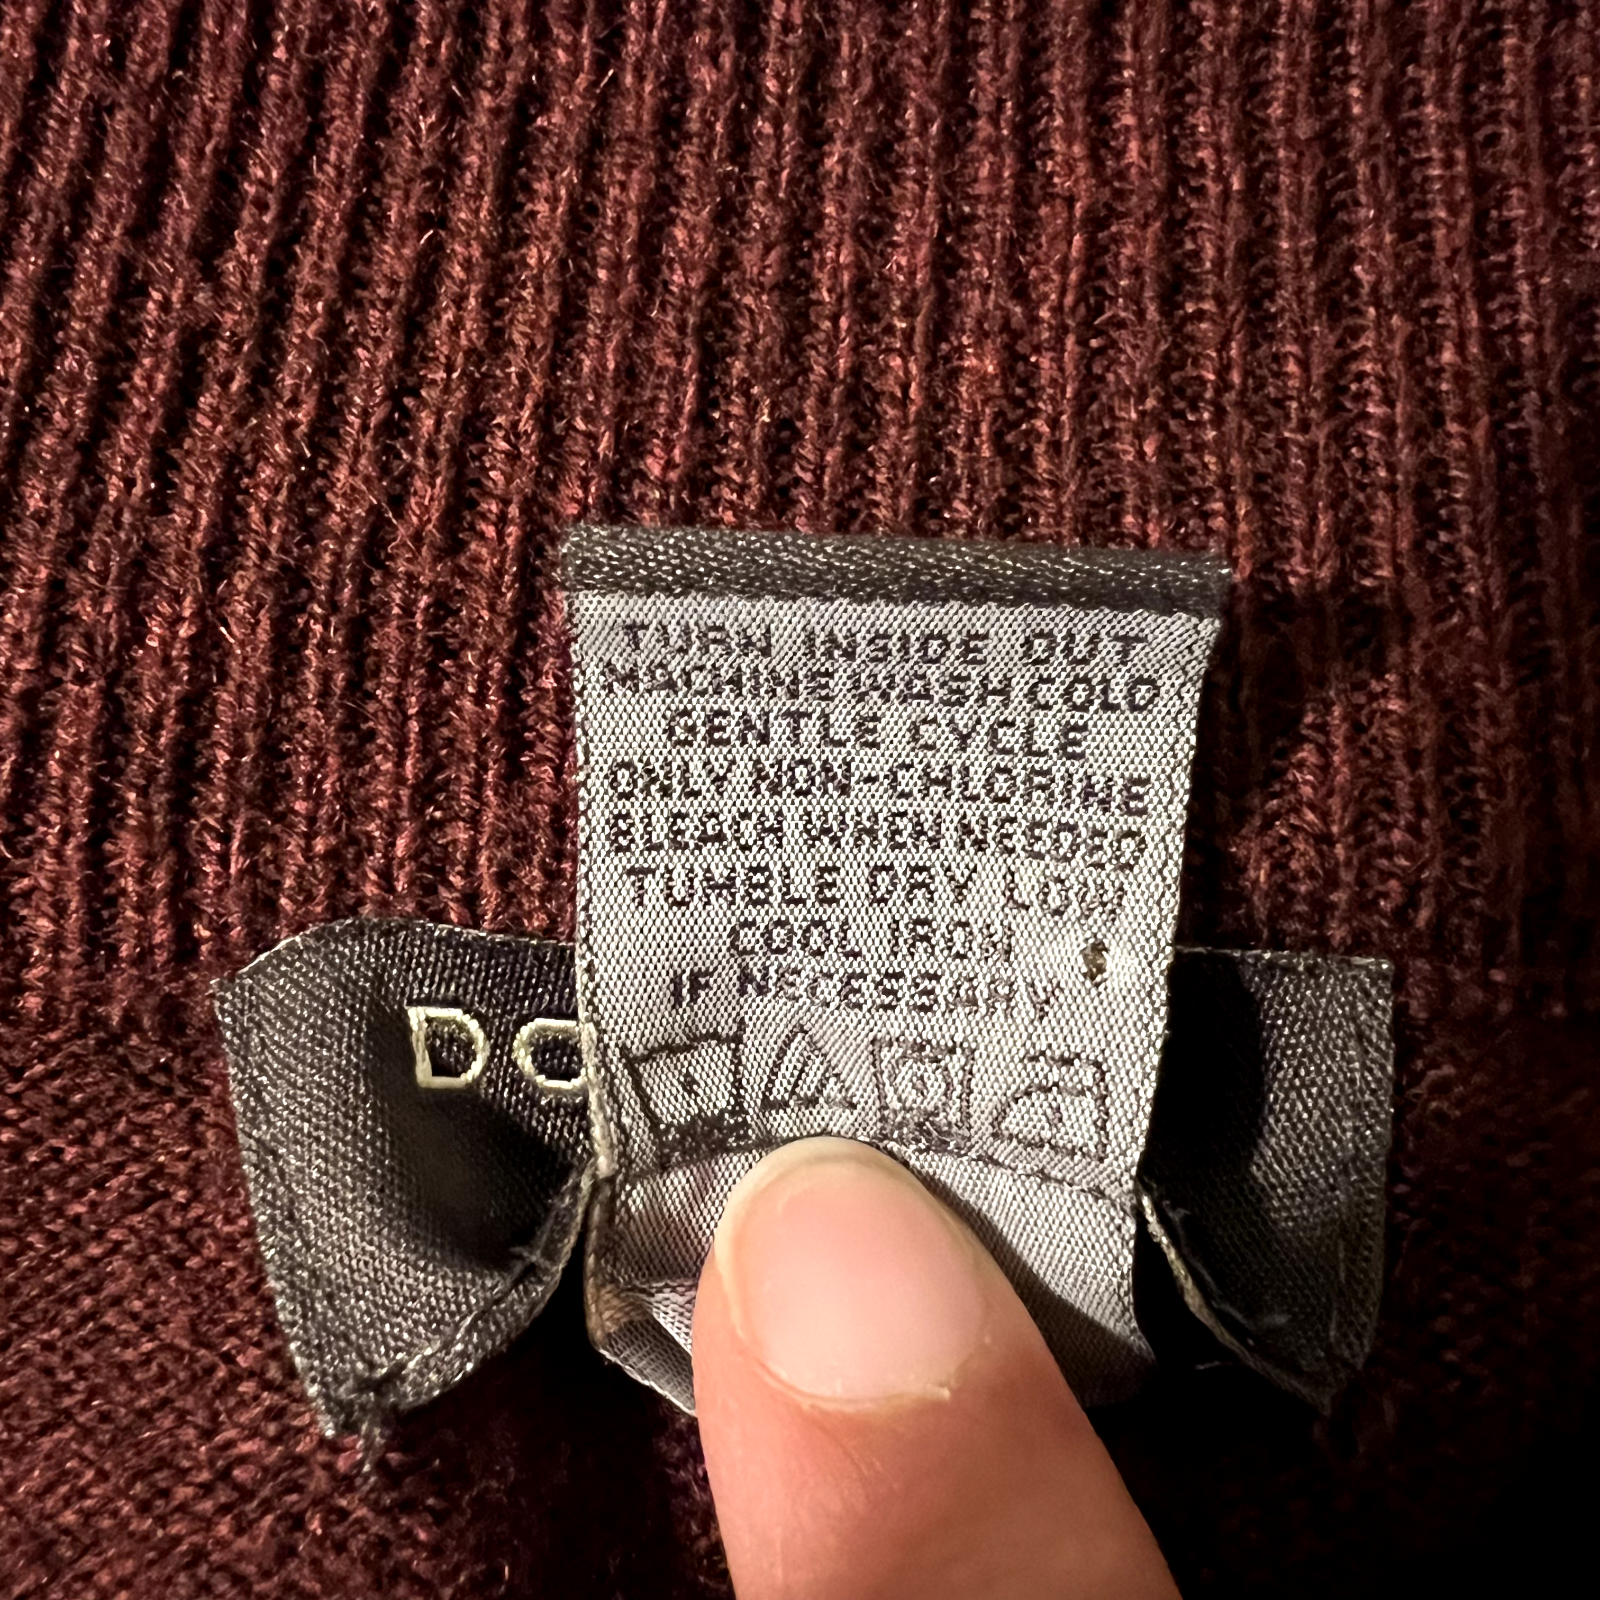 TURN INSIDE OUT
MACHINE WASH COLD
GENTLE CYCLE
ONLY NON-CHLORINE
BLEACH WHEN NEEDED
TUMBLE DRY LOW
COOL IRON
IF NECESSARY
DO